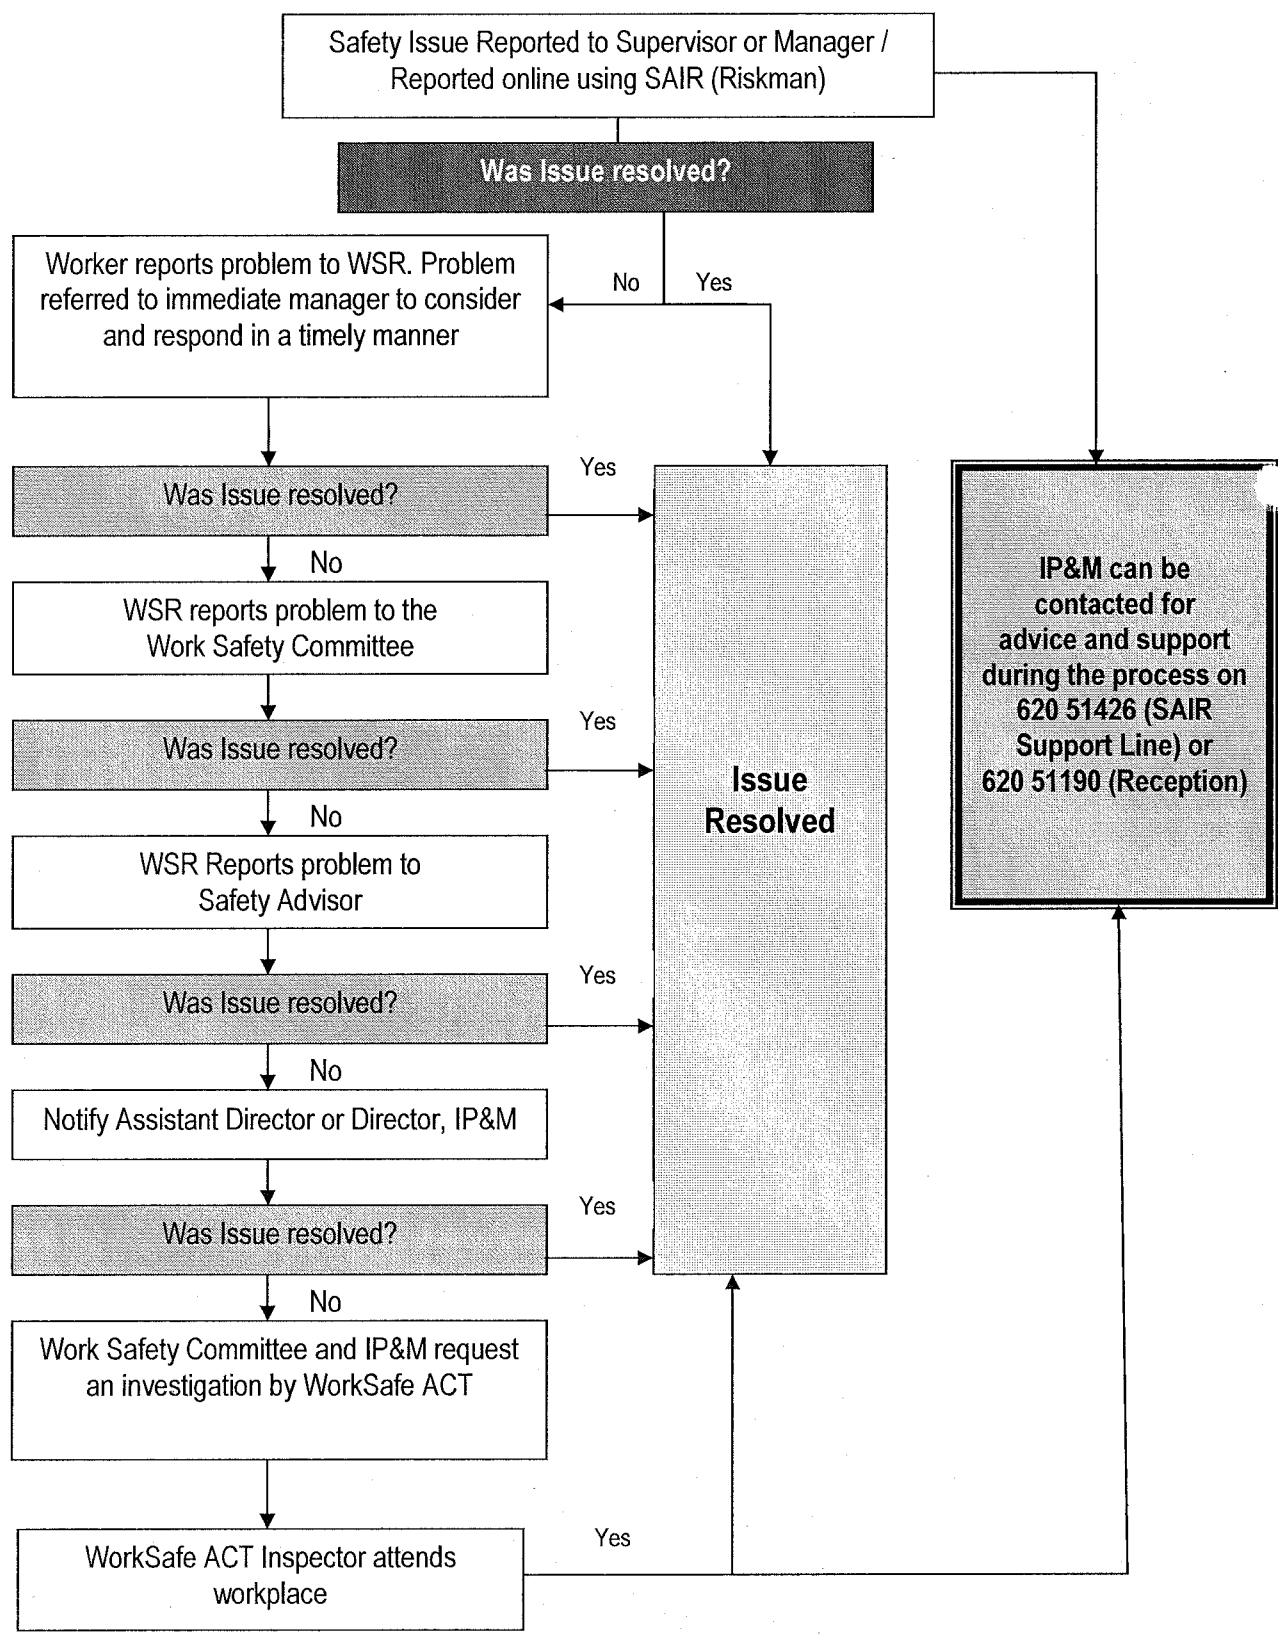 Safety Issue Reported to Supervisor or Manager /
Reported online using SAIR (Riskman)
Was Issue resolved?
Worker reports problem to WSR. Problem
referred to immediate manager to consider
and respond in a timely manner
No
Yes
Was Issue resolved?
Yes
No
WSR reports problem to the
Work Safety Committee
Was Issue resolved?
Yes
No
WSR Reports problem to
Safety Advisor
Was Issue resolved?
Yes
No
Notify Assistant Director or Director, IP&M
Was Issue resolved?
Yes
No
Work Safety Committee and IP&M request
an investigation by WorkSafe ACT
WorkSafe ACT Inspector attends
workplace
Yes
Issue
Resolved
IP&M can be
contacted for
advice and support
during the process on
620 51426 (SAIR
Support Line) or
620 51190 (Reception)